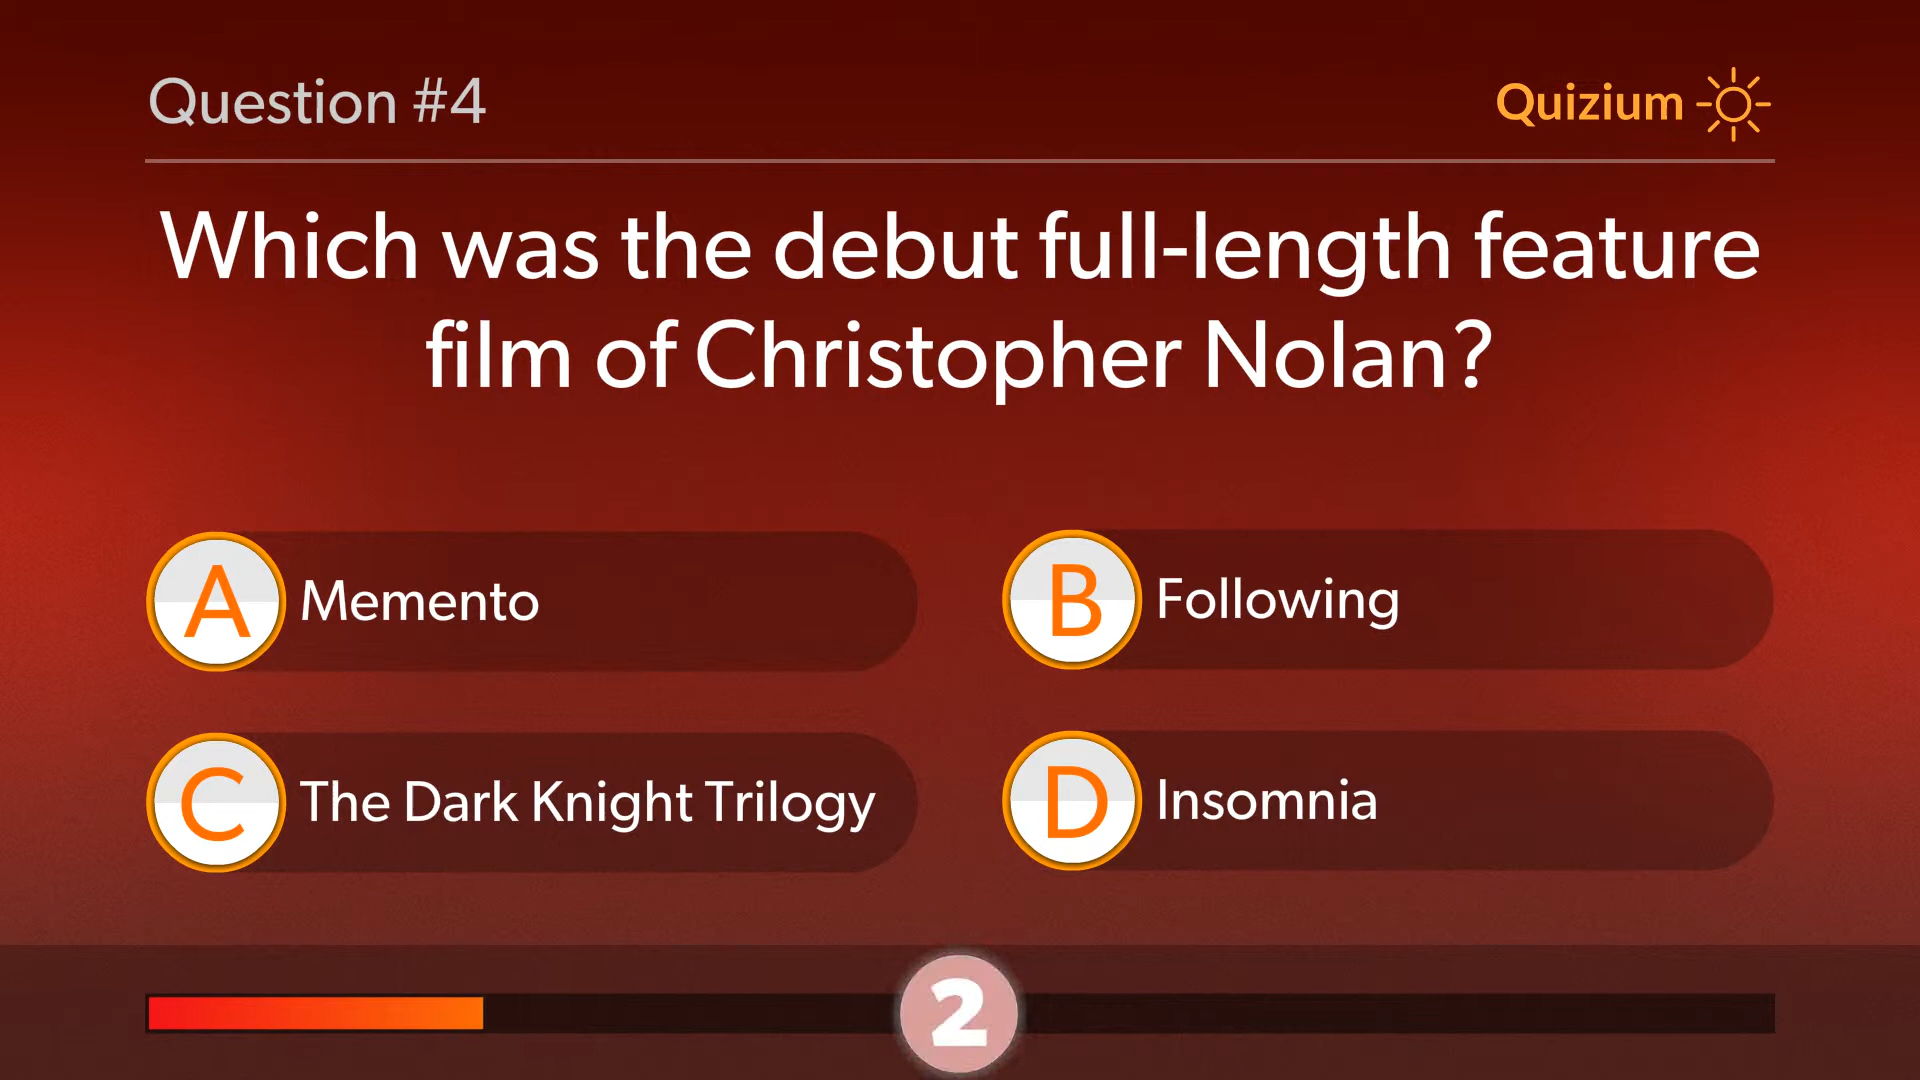 Question #4
Quizium
Which was the debut full-length feature
film of Christopher Nolan?
A Memento
B Following
C The Dark Knight Trilogy
D Insomnia
2